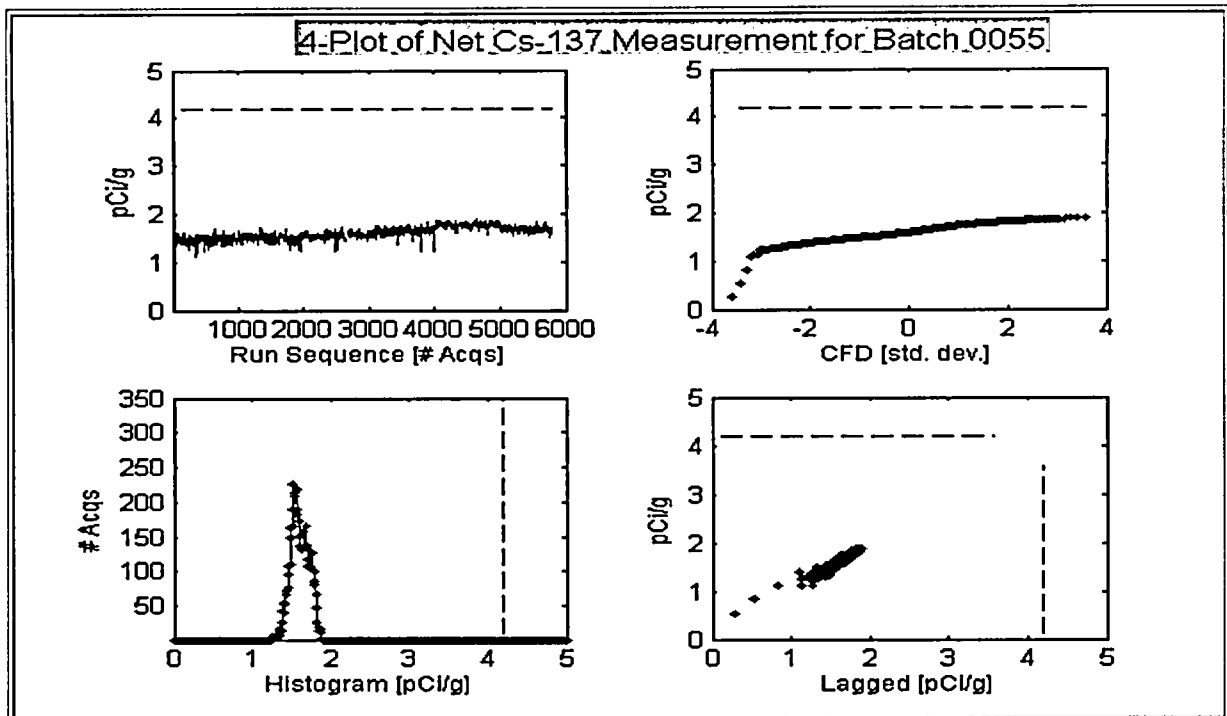 4-Plot of Net Cs-137 Measurement for Batch 0055
5
4
3
2
1
0
pCi/g
1000 2000 3000 4000 5000 6000
Run Sequence [# Acqs]
5
4
3
2
1
0
pCi/g
-4 -2 0 2 4
CFD [std. dev.]
350
300
250
200
150
100
50
# Acqs
0 1 2 3 4 5
Histogram [pCi/g]
5
4
3
2
1
0
pCi/g
0 1 2 3 4 5
Lagged [pCi/g]